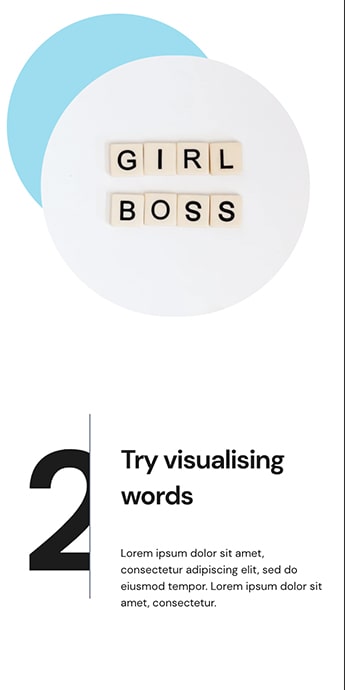 GIRL
BOSS
2
Try visualising
words
Lorem ipsum dolor sit amet,
consectetur adipiscing elit, sed do
eiusmod tempor. Lorem ipsum dolor sit
amet, consectetur.